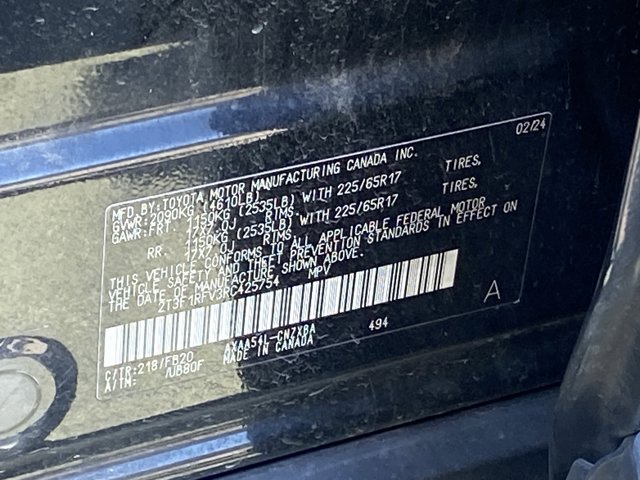 02/24
MFD.BY:TOYOTA MOTOR MANUFACTURING CANADA INC.
GVWR:2090KG (4610LB)
GAWR:FRT. 1150KG (2535LB) WITH 225/65R17 TIRES,
17X7.0J RIMS
RR. 1150KG (2535LB) WITH 225/65R17 TIRES,
17X7.0J RIMS
THIS VEHICLE CONFORMS TO ALL APPLICABLE FEDERAL MOTOR
VEHICLE SAFETY AND THEFT PREVENTION STANDARDS IN EFFECT ON
THE DATE OF MANUFACTURE SHOWN ABOVE.
2T3F1RFV3RC425754 MPV
A
C/TR:218/FB20 AXAA54L-CNZXBA 494
A/TM: /UB80F MADE IN CANADA